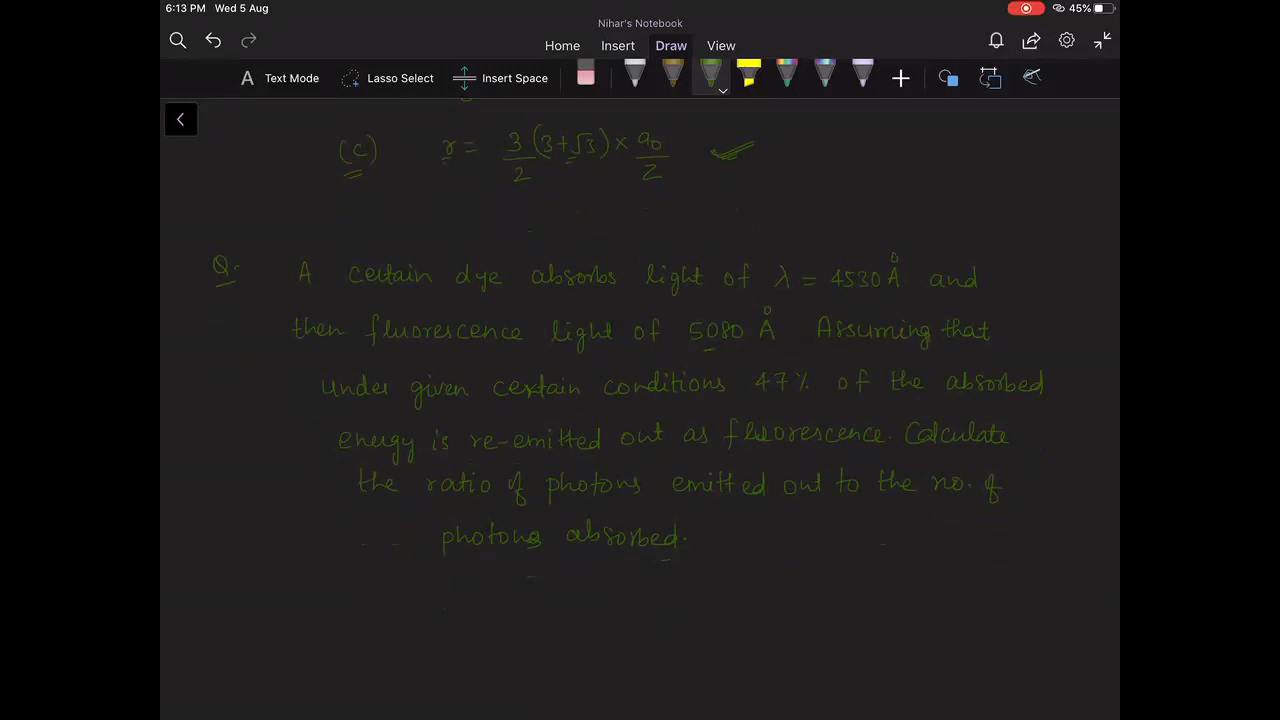 6:13 PM Wed 5 Aug 45%
Nihar's Notebook
Home Insert Draw View
Text Mode Lasso Select Insert Space
(c) r = 3/2 (3+√3) × a₀/Z
Q. A certain dye absorbs light of λ = 4530 Å and
then fluorescence light of 5080 Å Assuming that
under given certain conditions 47% of the absorbed
energy is re-emitted out as fluorescence. Calculate
the ratio of photons emitted out to the no. of
photons absorbed.